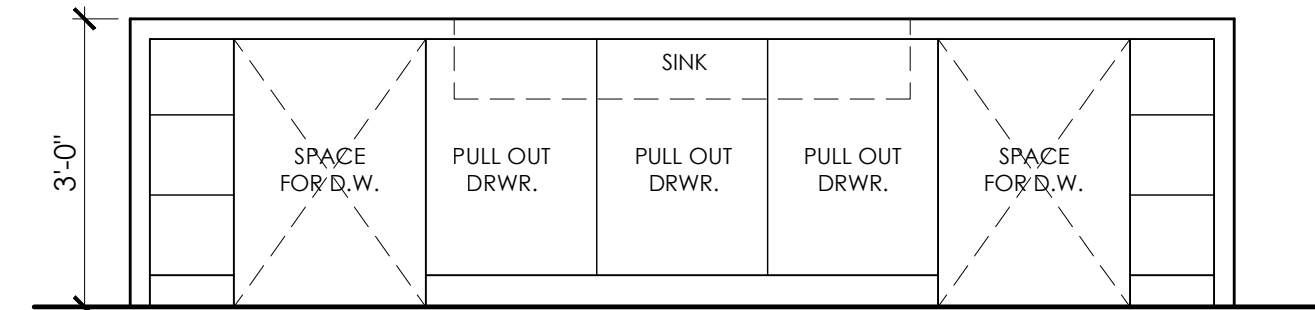 3'-0"
SINK
SPACE
FOR D.W.
PULL OUT
DRWR.
PULL OUT
DRWR.
PULL OUT
DRWR.
SPACE
FOR D.W.